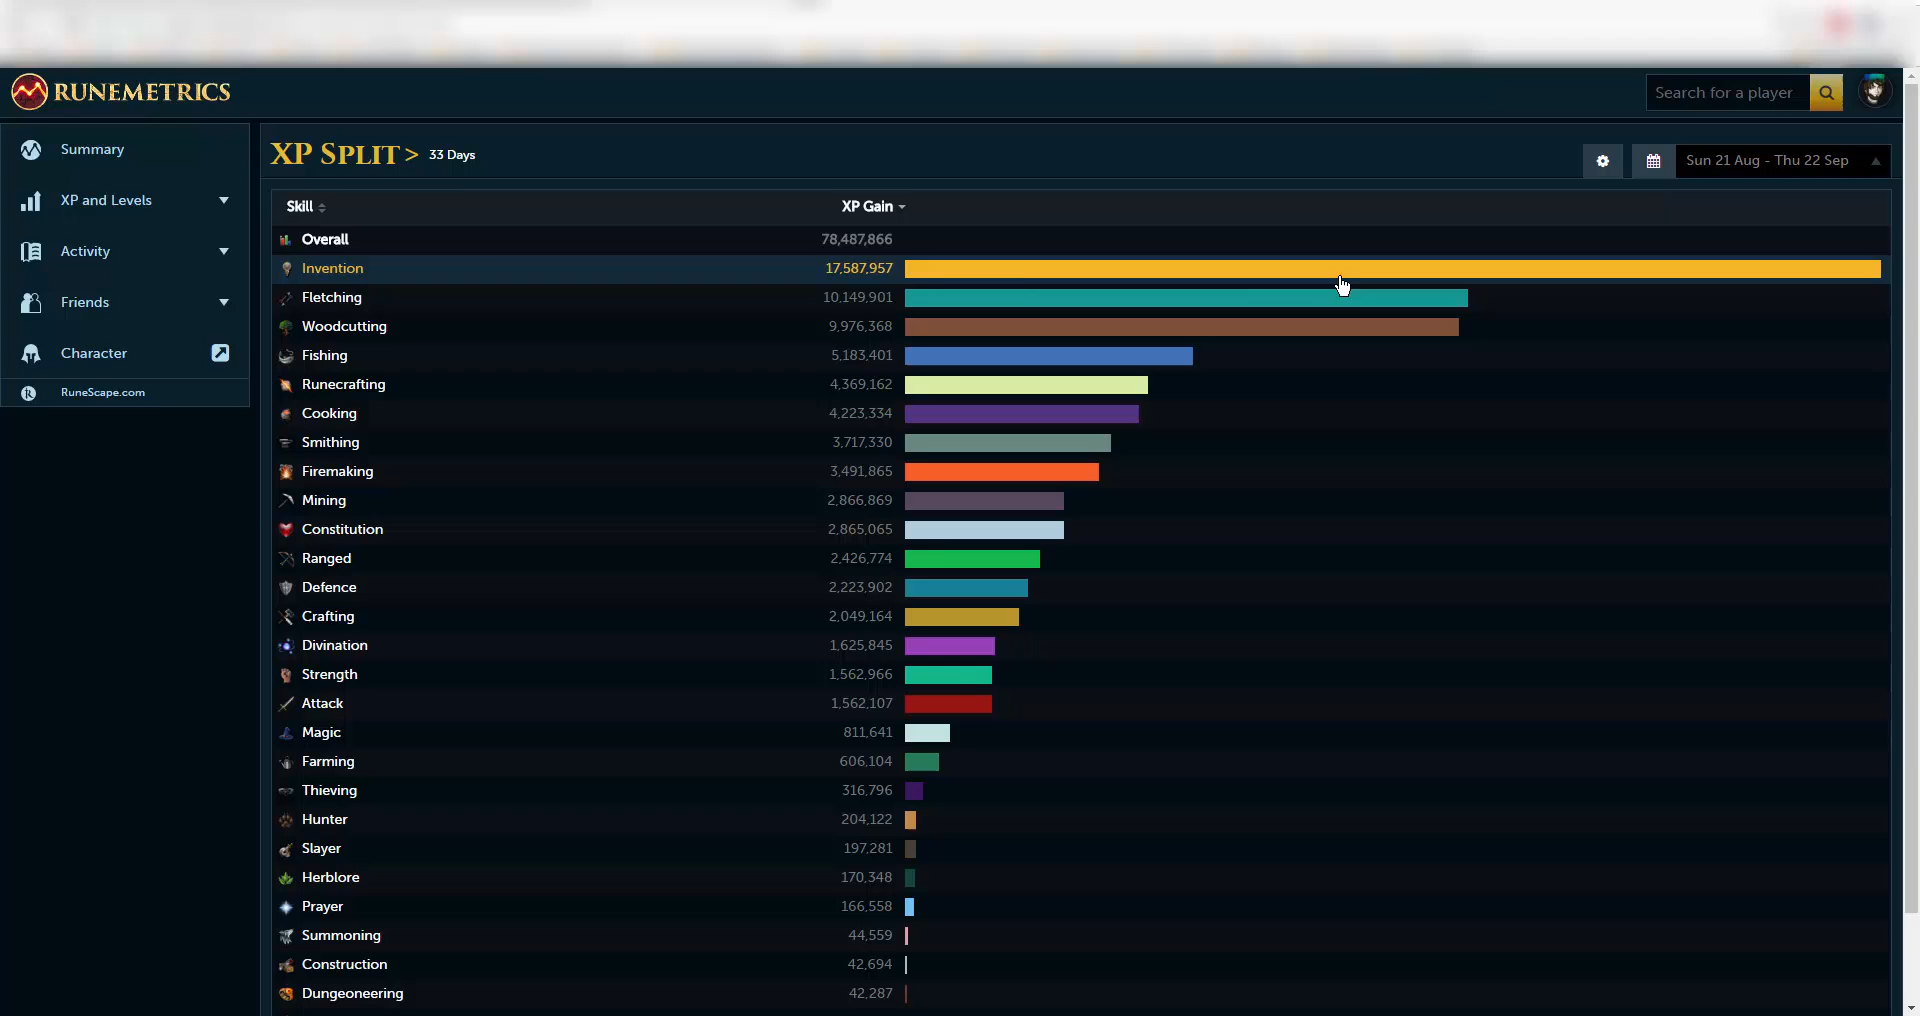 RUNEMETRICS
Search for a player
Summary
XP and Levels
Activity
Friends
Character
RuneScape.com
XP SPLIT > 33 Days
Sun 21 Aug - Thu 22 Sep
Skill XP Gain
Overall 78,487,866
Invention 17,587,957
Fletching 10,149,901
Woodcutting 9,976,368
Fishing 5,183,401
Runecrafting 4,369,162
Cooking 4,223,334
Smithing 3,717,330
Firemaking 3,491,865
Mining 2,866,869
Constitution 2,865,065
Ranged 2,426,774
Defence 2,223,902
Crafting 2,049,164
Divination 1,625,845
Strength 1,562,966
Attack 1,562,107
Magic 811,641
Farming 606,104
Thieving 316,796
Hunter 204,122
Slayer 197,281
Herblore 170,348
Prayer 166,558
Summoning 44,559
Construction 42,694
Dungeoneering 42,287